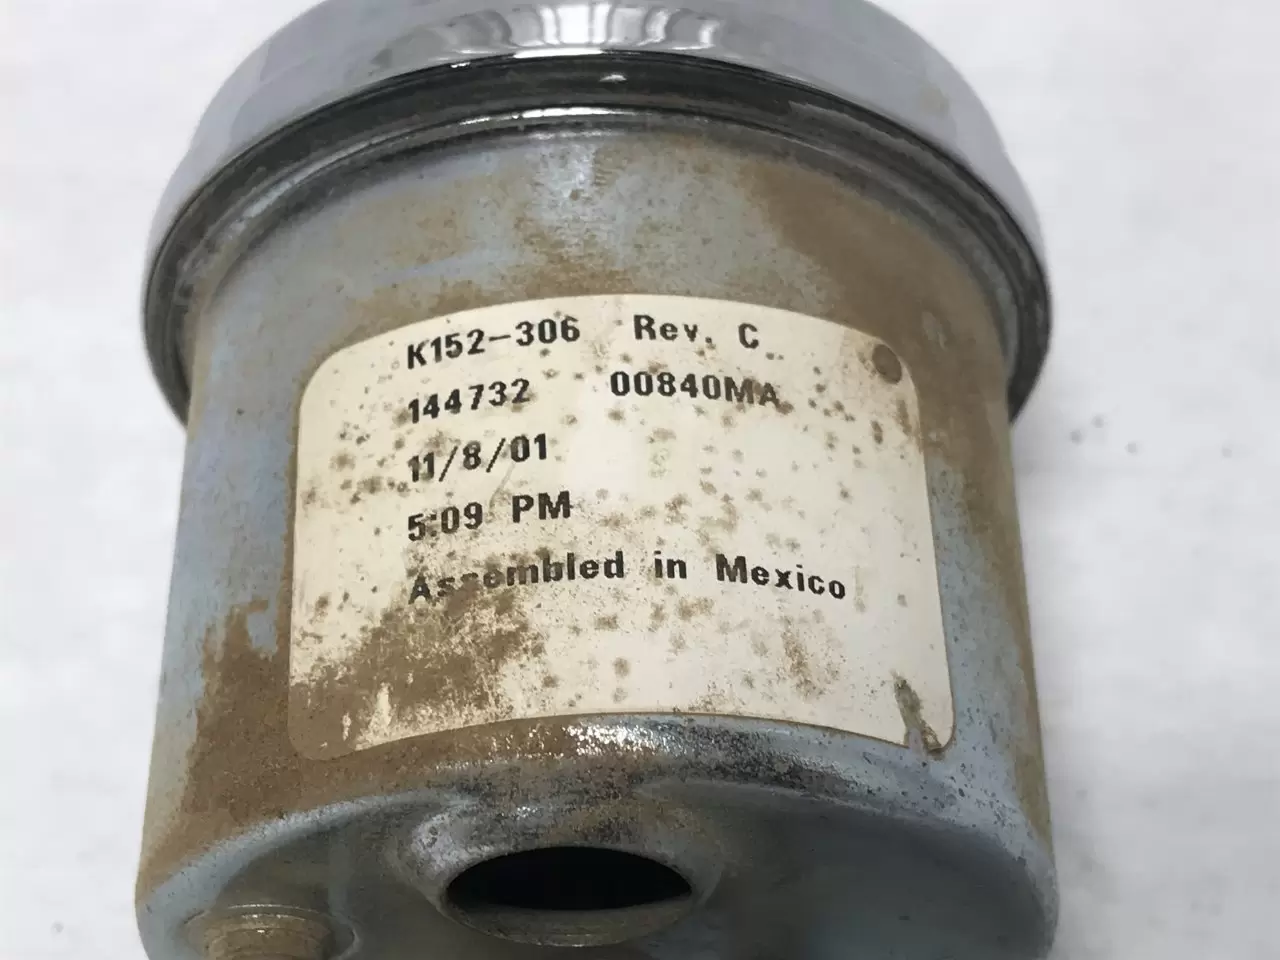 K152-306 Rev. C
144732 00840MA
11/8/01
5:09 PM
Assembled in Mexico